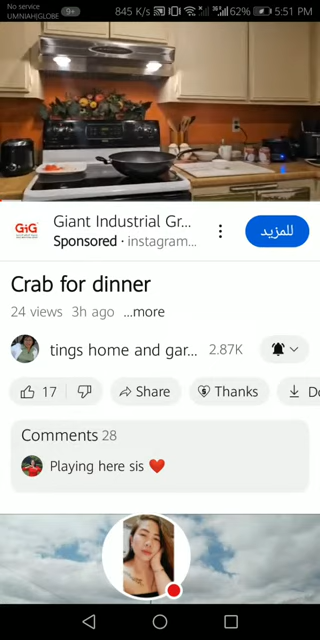 No service
UMNIAH|GLOBE
9+
845 K/s
62%
5:51 PM
GiG
Giant Industrial Gr...
Sponsored · instagram...
للمزيد
Crab for dinner
24 views 3h ago ...more
tings home and gar... 2.87K
17
Share
Thanks
Do
Comments 28
Playing here sis ❤️